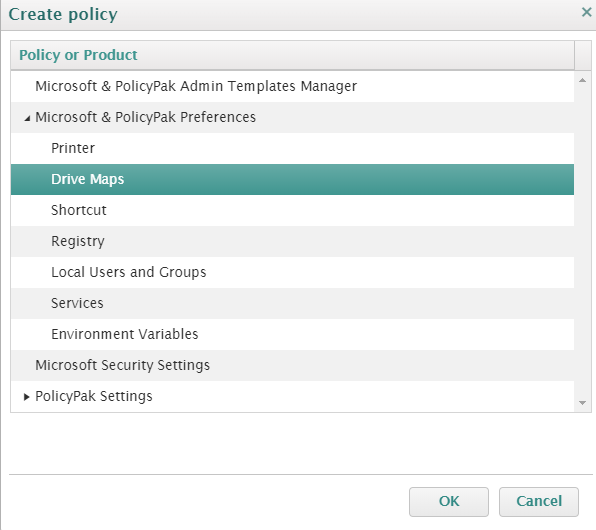 Create policy
Policy or Product
Microsoft & PolicyPak Admin Templates Manager
Microsoft & PolicyPak Preferences
Printer
Drive Maps
Shortcut
Registry
Local Users and Groups
Services
Environment Variables
Microsoft Security Settings
PolicyPak Settings
OK Cancel